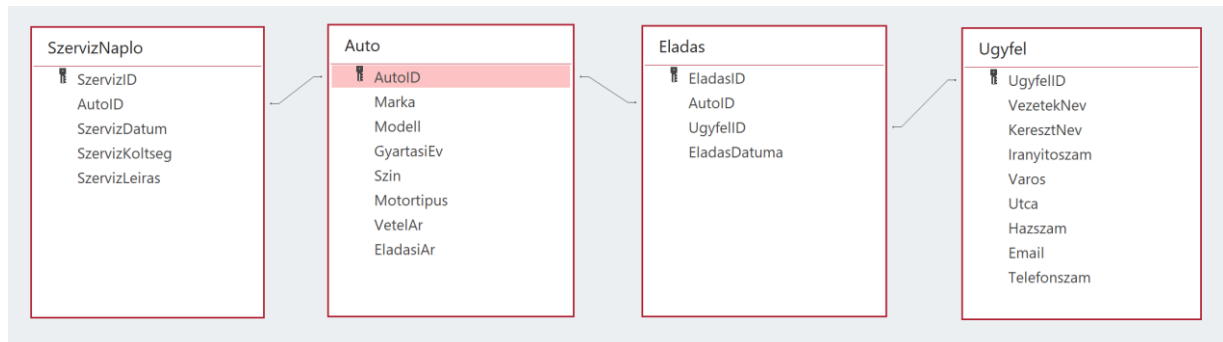 SzervizNaplo
SzervizID
AutoID
SzervizDatum
SzervizKoltseg
SzervizLeiras
Auto
AutoID
Marka
Modell
GyartasiEv
Szin
Motortipus
VetelAr
EladasiAr
Eladas
EladasID
AutoID
UgyfelID
EladasDatuma
Ugyfel
UgyfelID
VezetekNev
KeresztNev
Iranyitoszam
Varos
Utca
Hazszam
Email
Telefonszam